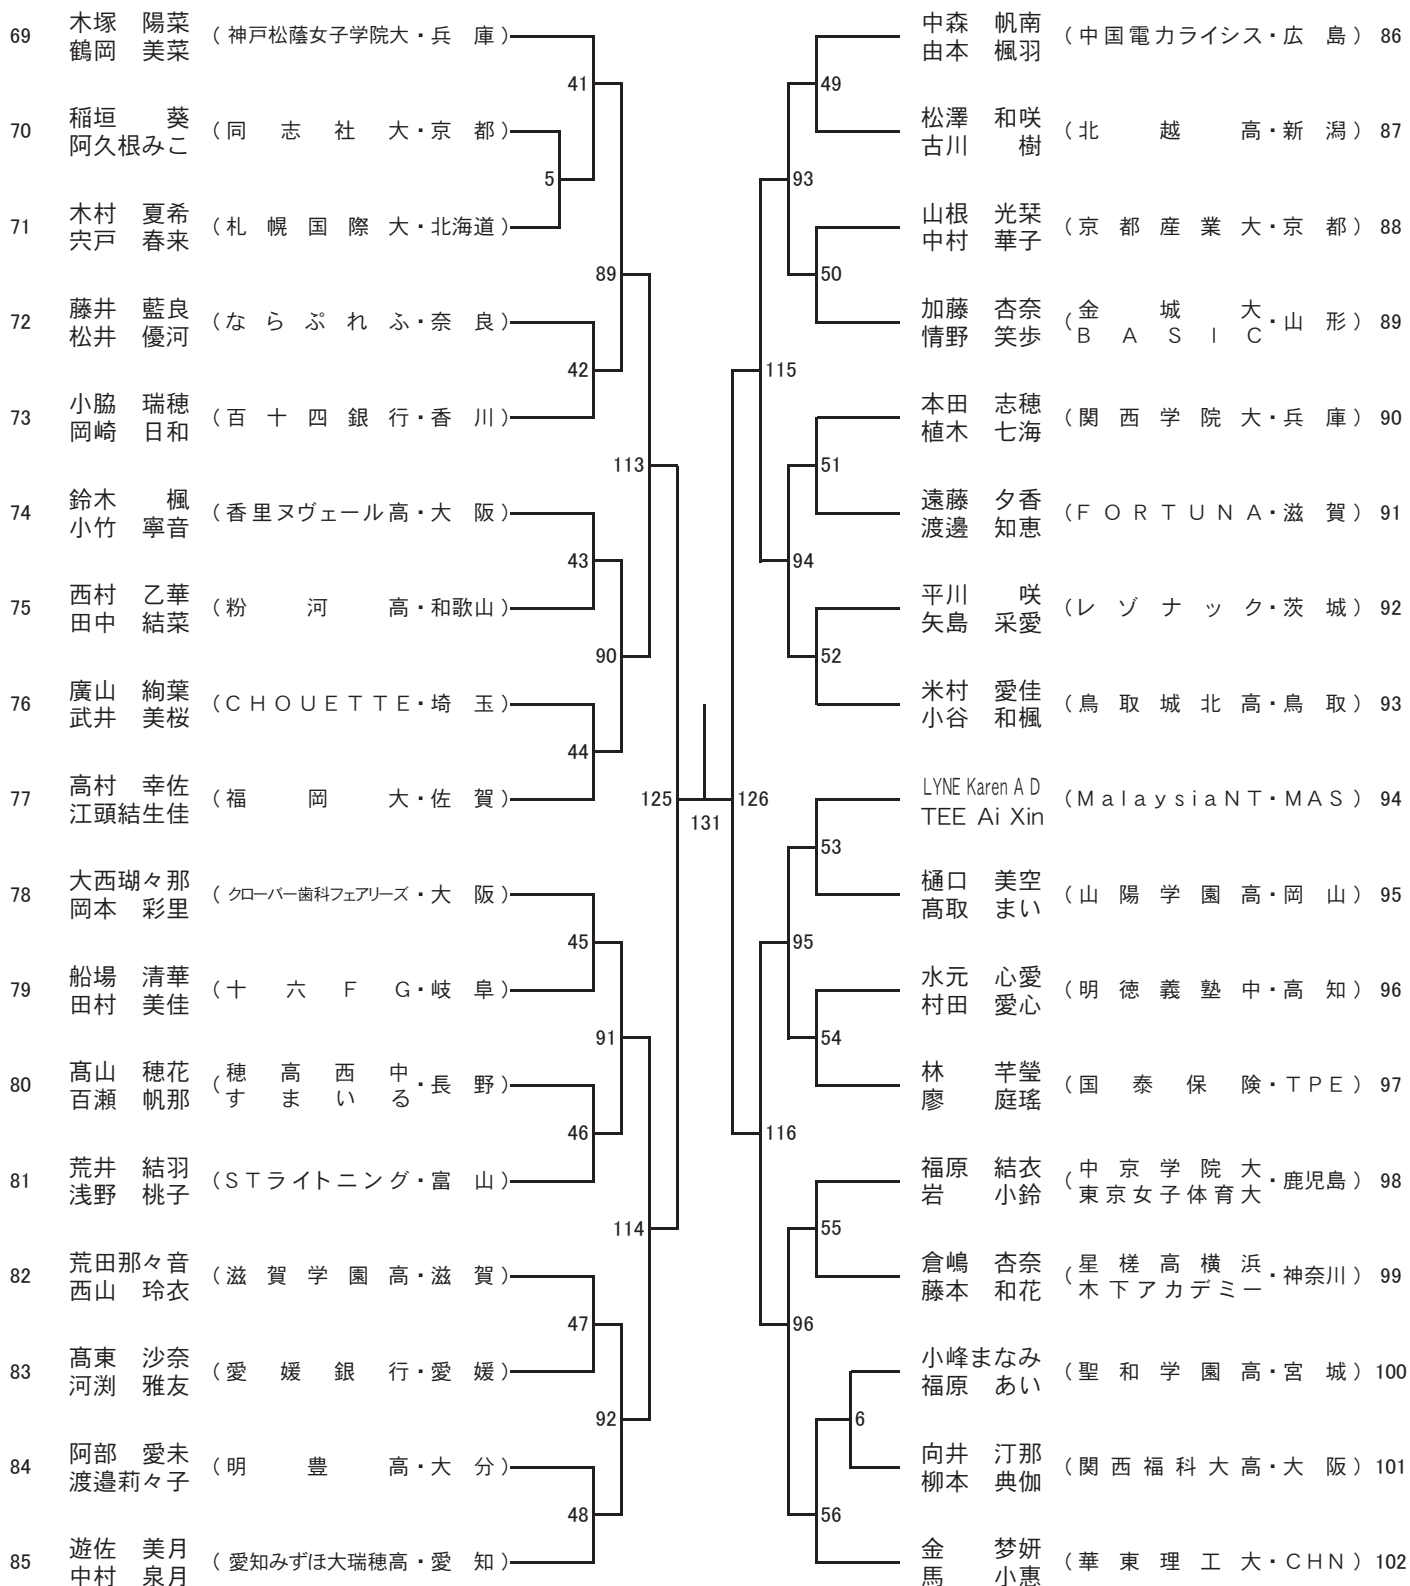 69 木塚 陽菜 (神戸松蔭女子学院大・兵 庫)
鶴岡 美菜
41
70 稲垣 葵 (同 志 社 大・京 都)
阿久根みこ
5
71 木村 夏希 (札 幌 国 際 大・北海道)
宍戸 春来
89
72 藤井 藍良 (な ら ぷ れ ふ・奈 良)
松井 優河
42
73 小脇 瑞穂 (百 十 四 銀 行・香 川)
岡崎 日和
113
74 鈴木 楓 (香里ヌヴェール高・大 阪)
小竹 寧音
43
75 西村 乙華 (粉 河 高・和歌山)
田中 結菜
90
76 廣山 絢葉 (CHOUETTE・埼 玉)
武井 美桜
44
77 高村 幸佐 (福 岡 大・佐 賀)
江頭結生佳
125
131
78 大西瑚々那 (クローバー歯科フェアリーズ・大 阪)
岡本 彩里
45
79 船場 清華 (十 六 F G・岐 阜)
田村 美佳
91
80 髙山 穂花 (穂 高 西 中・長 野)
百瀬 帆那 す ま い る
46
81 荒井 結羽 (STライトニング・富 山)
浅野 桃子
114
82 荒田那々音 (滋 賀 学 園 高・滋 賀)
西山 玲衣
47
83 髙東 沙奈 (愛 媛 銀 行・愛 媛)
河渕 雅友
92
84 阿部 愛未 (明 豊 高・大 分)
渡邉莉々子
48
85 遊佐 美月 (愛知みずほ大瑞穂高・愛 知)
中村 泉月
中森 帆南 (中国電力ライシス・広 島) 86
由本 楓羽
49
松澤 和咲 (北 越 高・新 潟) 87
古川 樹
93
山根 光栞 (京 都 産 業 大・京 都) 88
中村 華子
50
加藤 杏奈 (金 城 大・山 形) 89
情野 笑歩 B A S I C
115
本田 志穂 (関 西 学 院 大・兵 庫) 90
植木 七海
51
遠藤 夕香 (FORTUNA・滋 賀) 91
渡邊 知恵
94
平川 咲 (レ ゾ ナ ッ ク・茨 城) 92
矢島 采愛
52
米村 愛佳 (鳥 取 城 北 高・鳥 取) 93
小谷 和楓
126
LYNE Karen A D (MalaysiaNT・MAS) 94
TEE Ai Xin
53
樋口 美空 (山 陽 学 園 高・岡 山) 95
髙取 まい
95
水元 心愛 (明 徳 義 塾 中・高 知) 96
村田 愛心
54
林 芊瑩 (国 泰 保 険・TPE) 97
廖 庭瑤
116
福原 結衣 (中 京 学 院 大・鹿児島) 98
岩 小鈴 東京女子体育大
55
倉嶋 杏奈 (星 槎 高 横 浜・神奈川) 99
藤本 和花 木下アカデミー
96
小峰まなみ (聖 和 学 園 高・宮 城) 100
福原 あい
6
向井 汀那 (関西福科大高・大 阪) 101
柳本 典伽
56
金 梦妍 (華 東 理 工 大・CHN) 102
馬 小惠